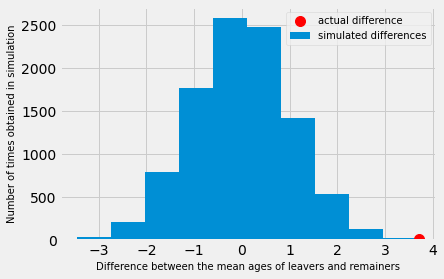 actual difference
simulated differences
2500
2000
1500
1000
500
0
Number of times obtained in simulation
−3 −2 −1 0 1 2 3 4
Difference between the mean ages of leavers and remainers